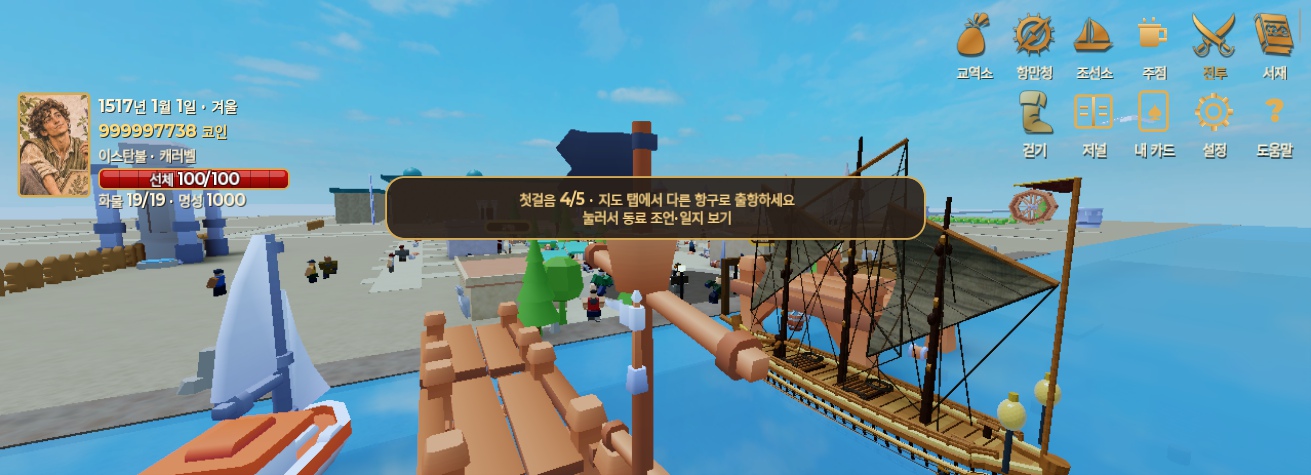 교역소
항만청
조선소
주점
전투
서재
걷기
저널
내 카드
설정
도움말
1517년 1월 1일 · 겨울
999997738 코인
이스탄불 · 캐러벨
선체 100/100
화물 19/19 · 명성 1000
첫걸음 4/5 · 지도 탭에서 다른 항구로 출항하세요
눌러서 동료 조언·일지 보기